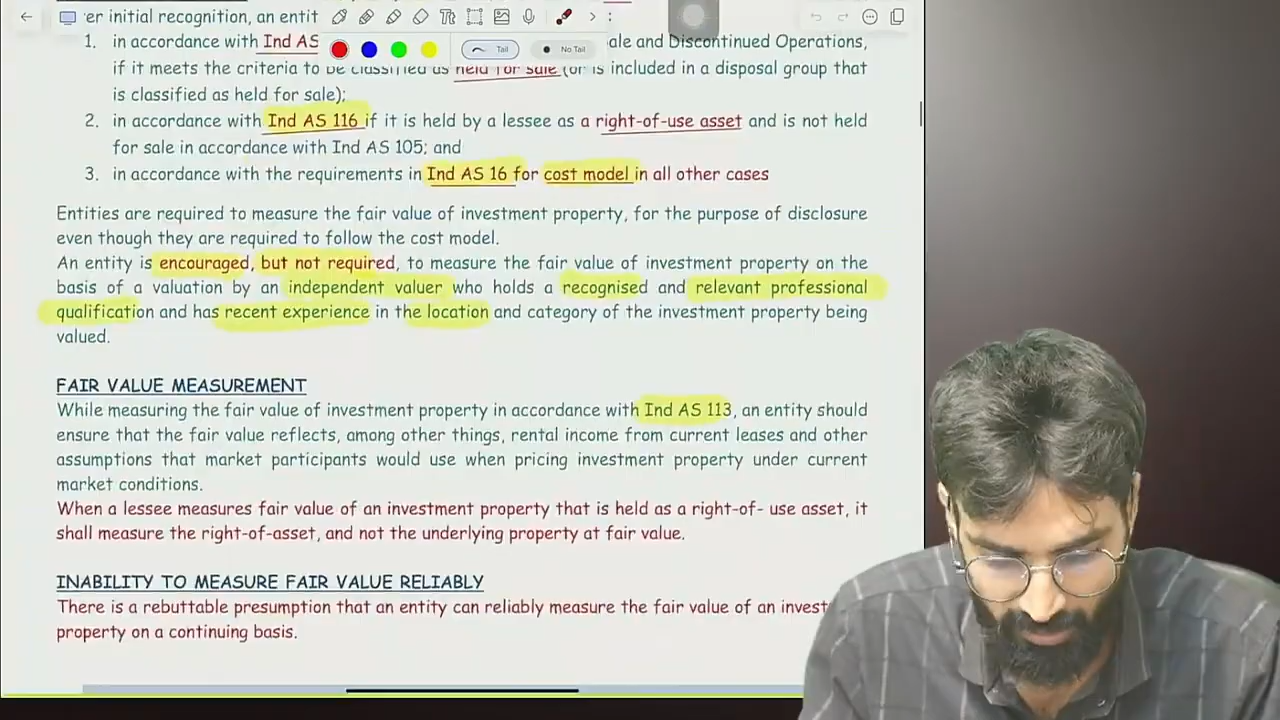 er initial recognition, an entit
:
1. in accordance with Ind AS ale and Discontinued Operations,
Tail
No Tail
if it meets the criteria to be classified as held for sale (or is included in a disposal group that
is classified as held for sale);
2. in accordance with Ind AS 116 if it is held by a lessee as a right-of-use asset and is not held
for sale in accordance with Ind AS 105; and
3. in accordance with the requirements in Ind AS 16 for cost model in all other cases
Entities are required to measure the fair value of investment property, for the purpose of disclosure
even though they are required to follow the cost model.
An entity is encouraged, but not required, to measure the fair value of investment property on the
basis of a valuation by an independent valuer who holds a recognised and relevant professional
qualification and has recent experience in the location and category of the investment property being
valued.
FAIR VALUE MEASUREMENT
While measuring the fair value of investment property in accordance with Ind AS 113, an entity should
ensure that the fair value reflects, among other things, rental income from current leases and other
assumptions that market participants would use when pricing investment property under current
market conditions.
When a lessee measures fair value of an investment property that is held as a right-of- use asset, it
shall measure the right-of-asset, and not the underlying property at fair value.
INABILITY TO MEASURE FAIR VALUE RELIABLY
There is a rebuttable presumption that an entity can reliably measure the fair value of an invest
property on a continuing basis.